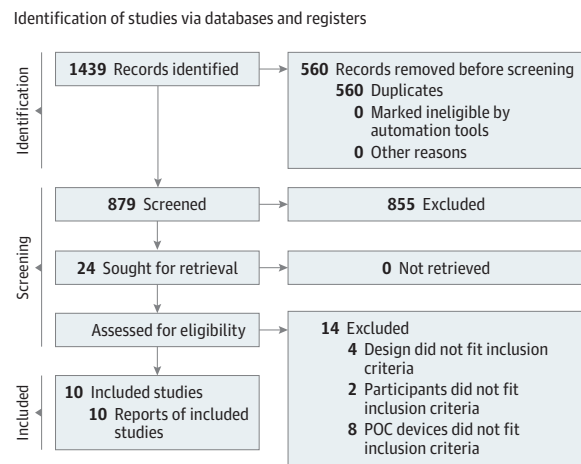 Identification of studies via databases and registers
Identification
1439 Records identified
560 Records removed before screening
560 Duplicates
0 Marked ineligible by
automation tools
0 Other reasons
Screening
879 Screened
855 Excluded
24 Sought for retrieval
0 Not retrieved
Assessed for eligibility
14 Excluded
4 Design did not fit inclusion
criteria
2 Participants did not fit
inclusion criteria
8 POC devices did not fit
inclusion criteria
Included
10 Included studies
10 Reports of included
studies